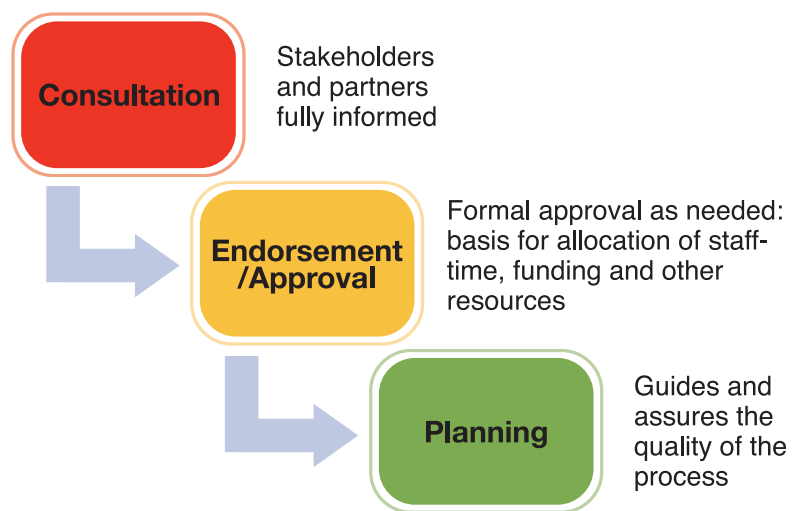 Consultation
Stakeholders
and partners
fully informed
Endorsement
/Approval
Formal approval as needed:
basis for allocation of staff-
time, funding and other
resources
Planning
Guides and
assures the
quality of the
process